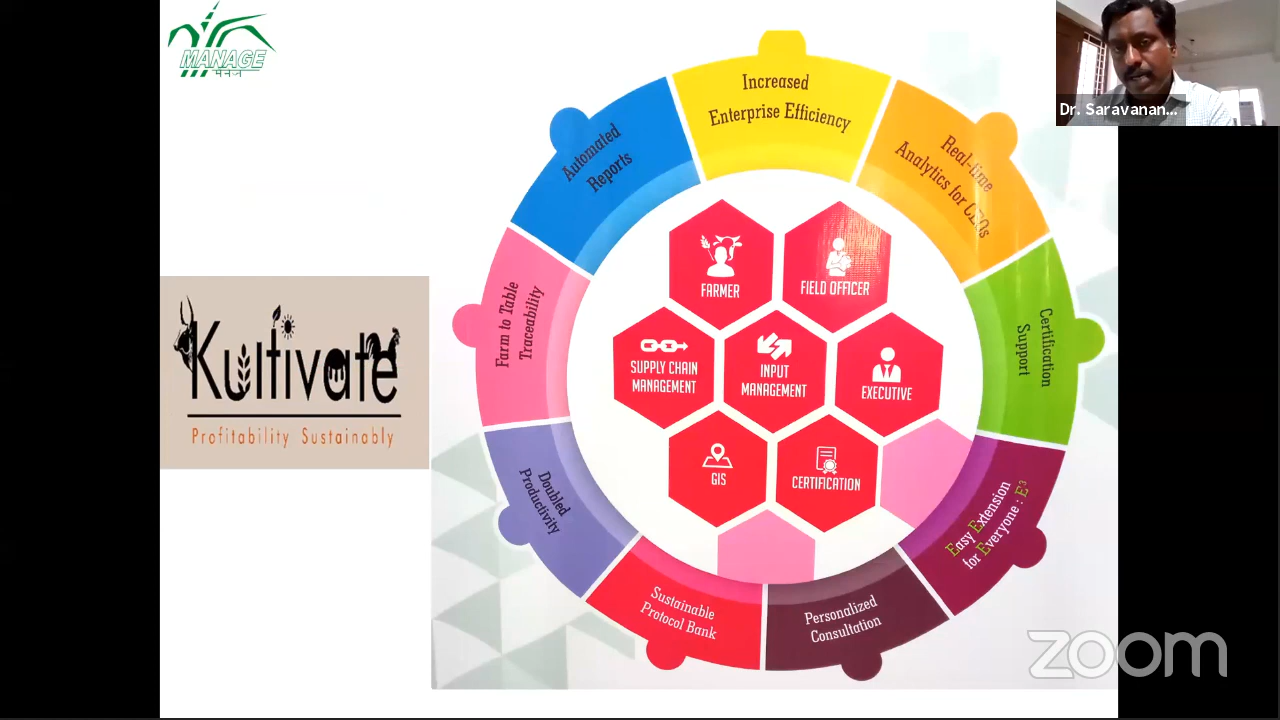 MANAGE
मैनेज
Dr. Saravanan...
Increased
Enterprise Efficiency
Real-time
Analytics for CEOs
Automated
Reports
Certification
Support
Farm to Table
Traceability
Easy Extension
for Everyone : E³
Doubled
Productivity
Personalized
Consultation
Sustainable
Protocol Bank
FARMER
FIELD OFFICER
SUPPLY CHAIN
MANAGEMENT
INPUT
MANAGEMENT
EXECUTIVE
GIS
CERTIFICATION
Kultivate
Profitability Sustainably
zoom